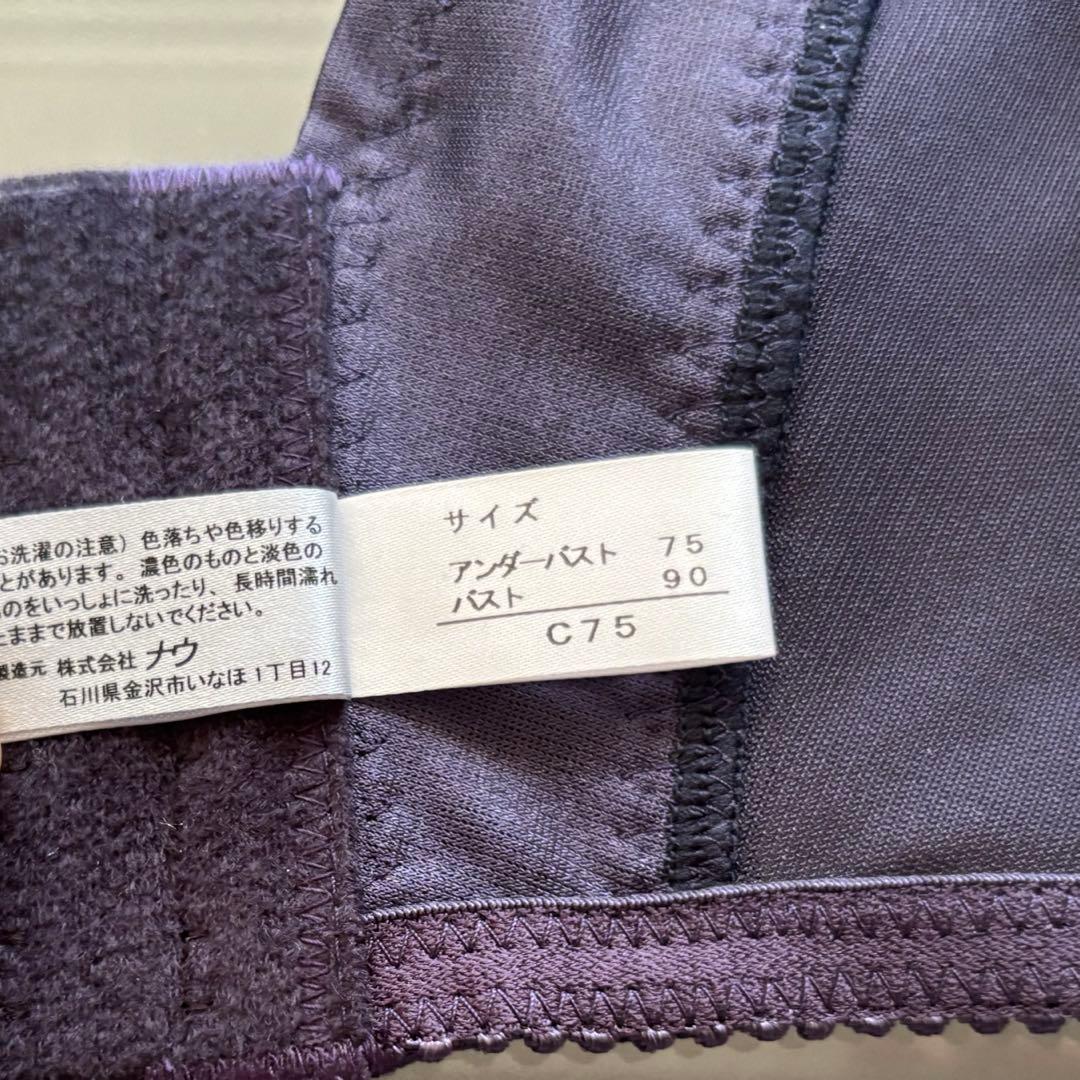 お洗濯の注意）色落ちや色移りする
とがあります。濃色のものと淡色の
のをいっしょに洗ったり、長時間濡れ
ままで放置しないでください。
製造元 株式会社 ナウ
石川県金沢市いなほ1丁目12
サイズ
アンダーバスト 75
バスト 90
C75